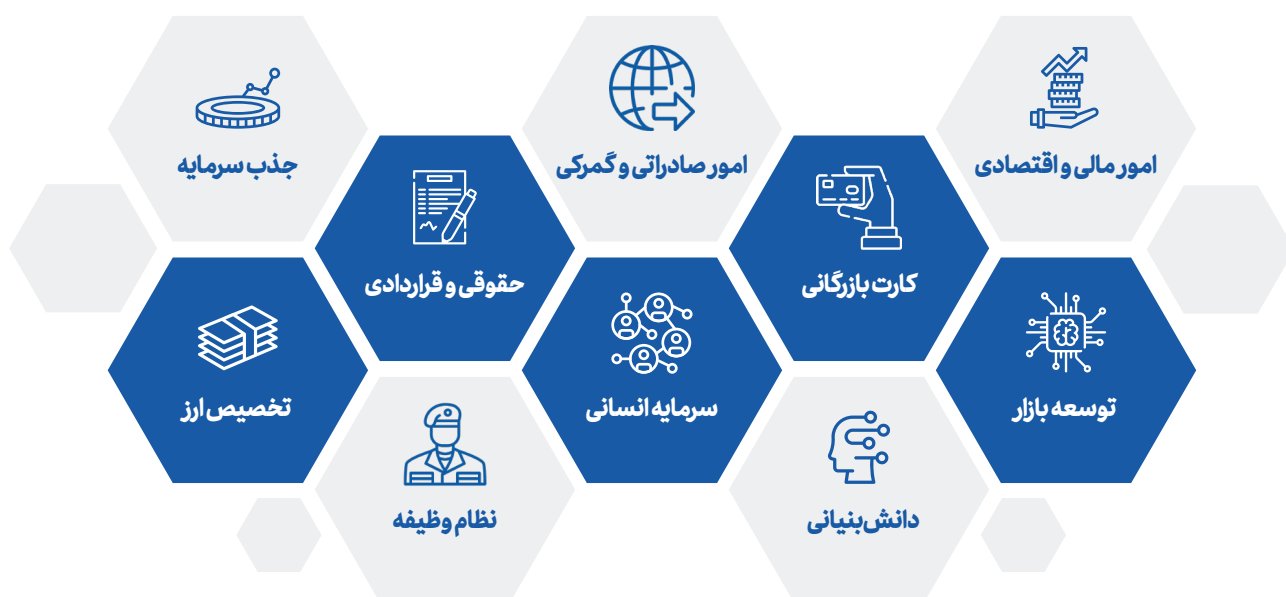 امور مالی و اقتصادی
امور صادراتی و گمرکی
جذب سرمایه
کارت بازرگانی
حقوقی و قراردادی
توسعه بازار
سرمایه انسانی
تخصیص ارز
دانش‌بنیانی
نظام وظیفه